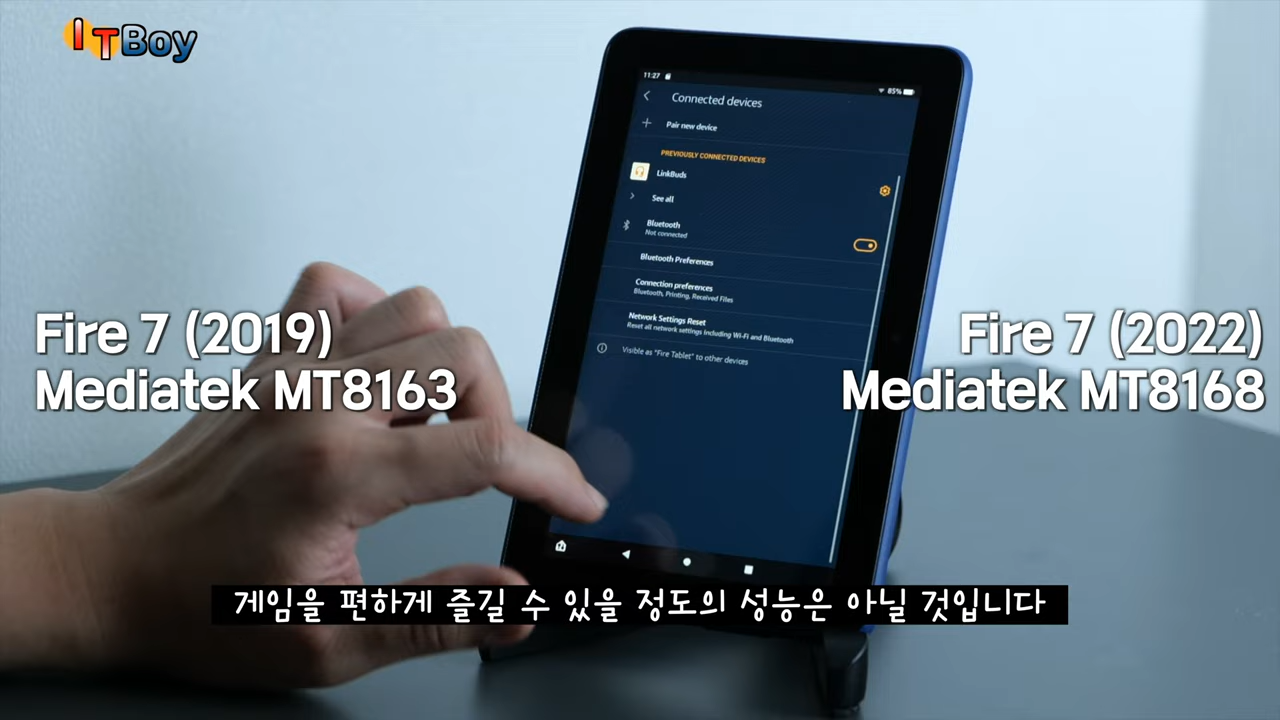 ITBoy
11:27
85%
Connected devices
Pair new device
PREVIOUSLY CONNECTED DEVICES
LinkBuds
See all
Bluetooth
Not connected
Bluetooth Preferences
Connection preferences
Bluetooth, Printing, Received Files
Network Settings Reset
Reset all network settings including Wi-Fi and Bluetooth
Visible as "Fire Tablet" to other devices
Fire 7 (2019)
Mediatek MT8163
Fire 7 (2022)
Mediatek MT8168
게임을 편하게 즐길 수 있을 정도의 성능은 아닐 것입니다